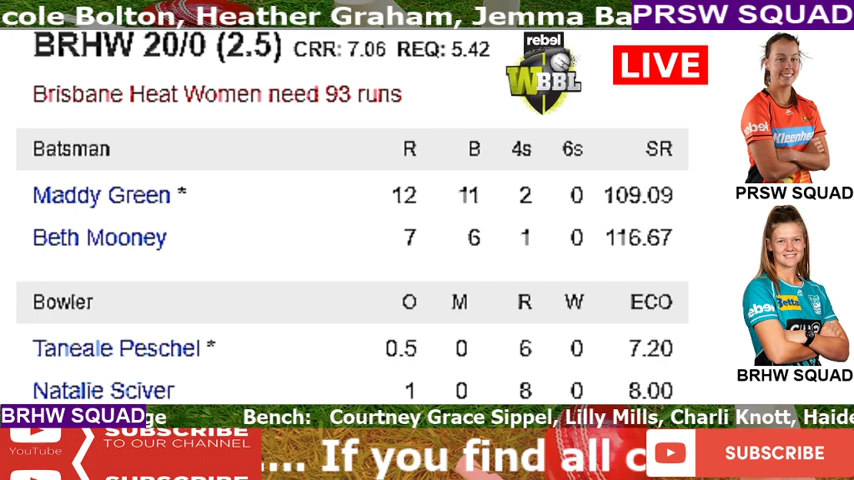 cole Bolton, Heather Graham, Jemma Ba
PRSW SQUAD
BRHW 20/0 (2.5) CRR: 7.06 REQ: 5.42
rebel
WBBL
LIVE
Brisbane Heat Women need 93 runs
Batsman R B 4s 6s SR
Maddy Green * 12 11 2 0 109.09
Beth Mooney 7 6 1 0 116.67
Kleenhe
PRSW SQUAD
Bowler O M R W ECO
Taneale Peschel * 0.5 0 6 0 7.20
Natalie Sciver 1 0 8 0 8.00
Betta
BRHW SQUAD
BRHW SQUAD ge Bench: Courtney Grace Sippel, Lilly Mills, Charli Knott, Haide
YouTube
SUBSCRIBE
TO OUR CHANNEL
SUBSCRIBE
.... If you find all c
SUBSCRIBE